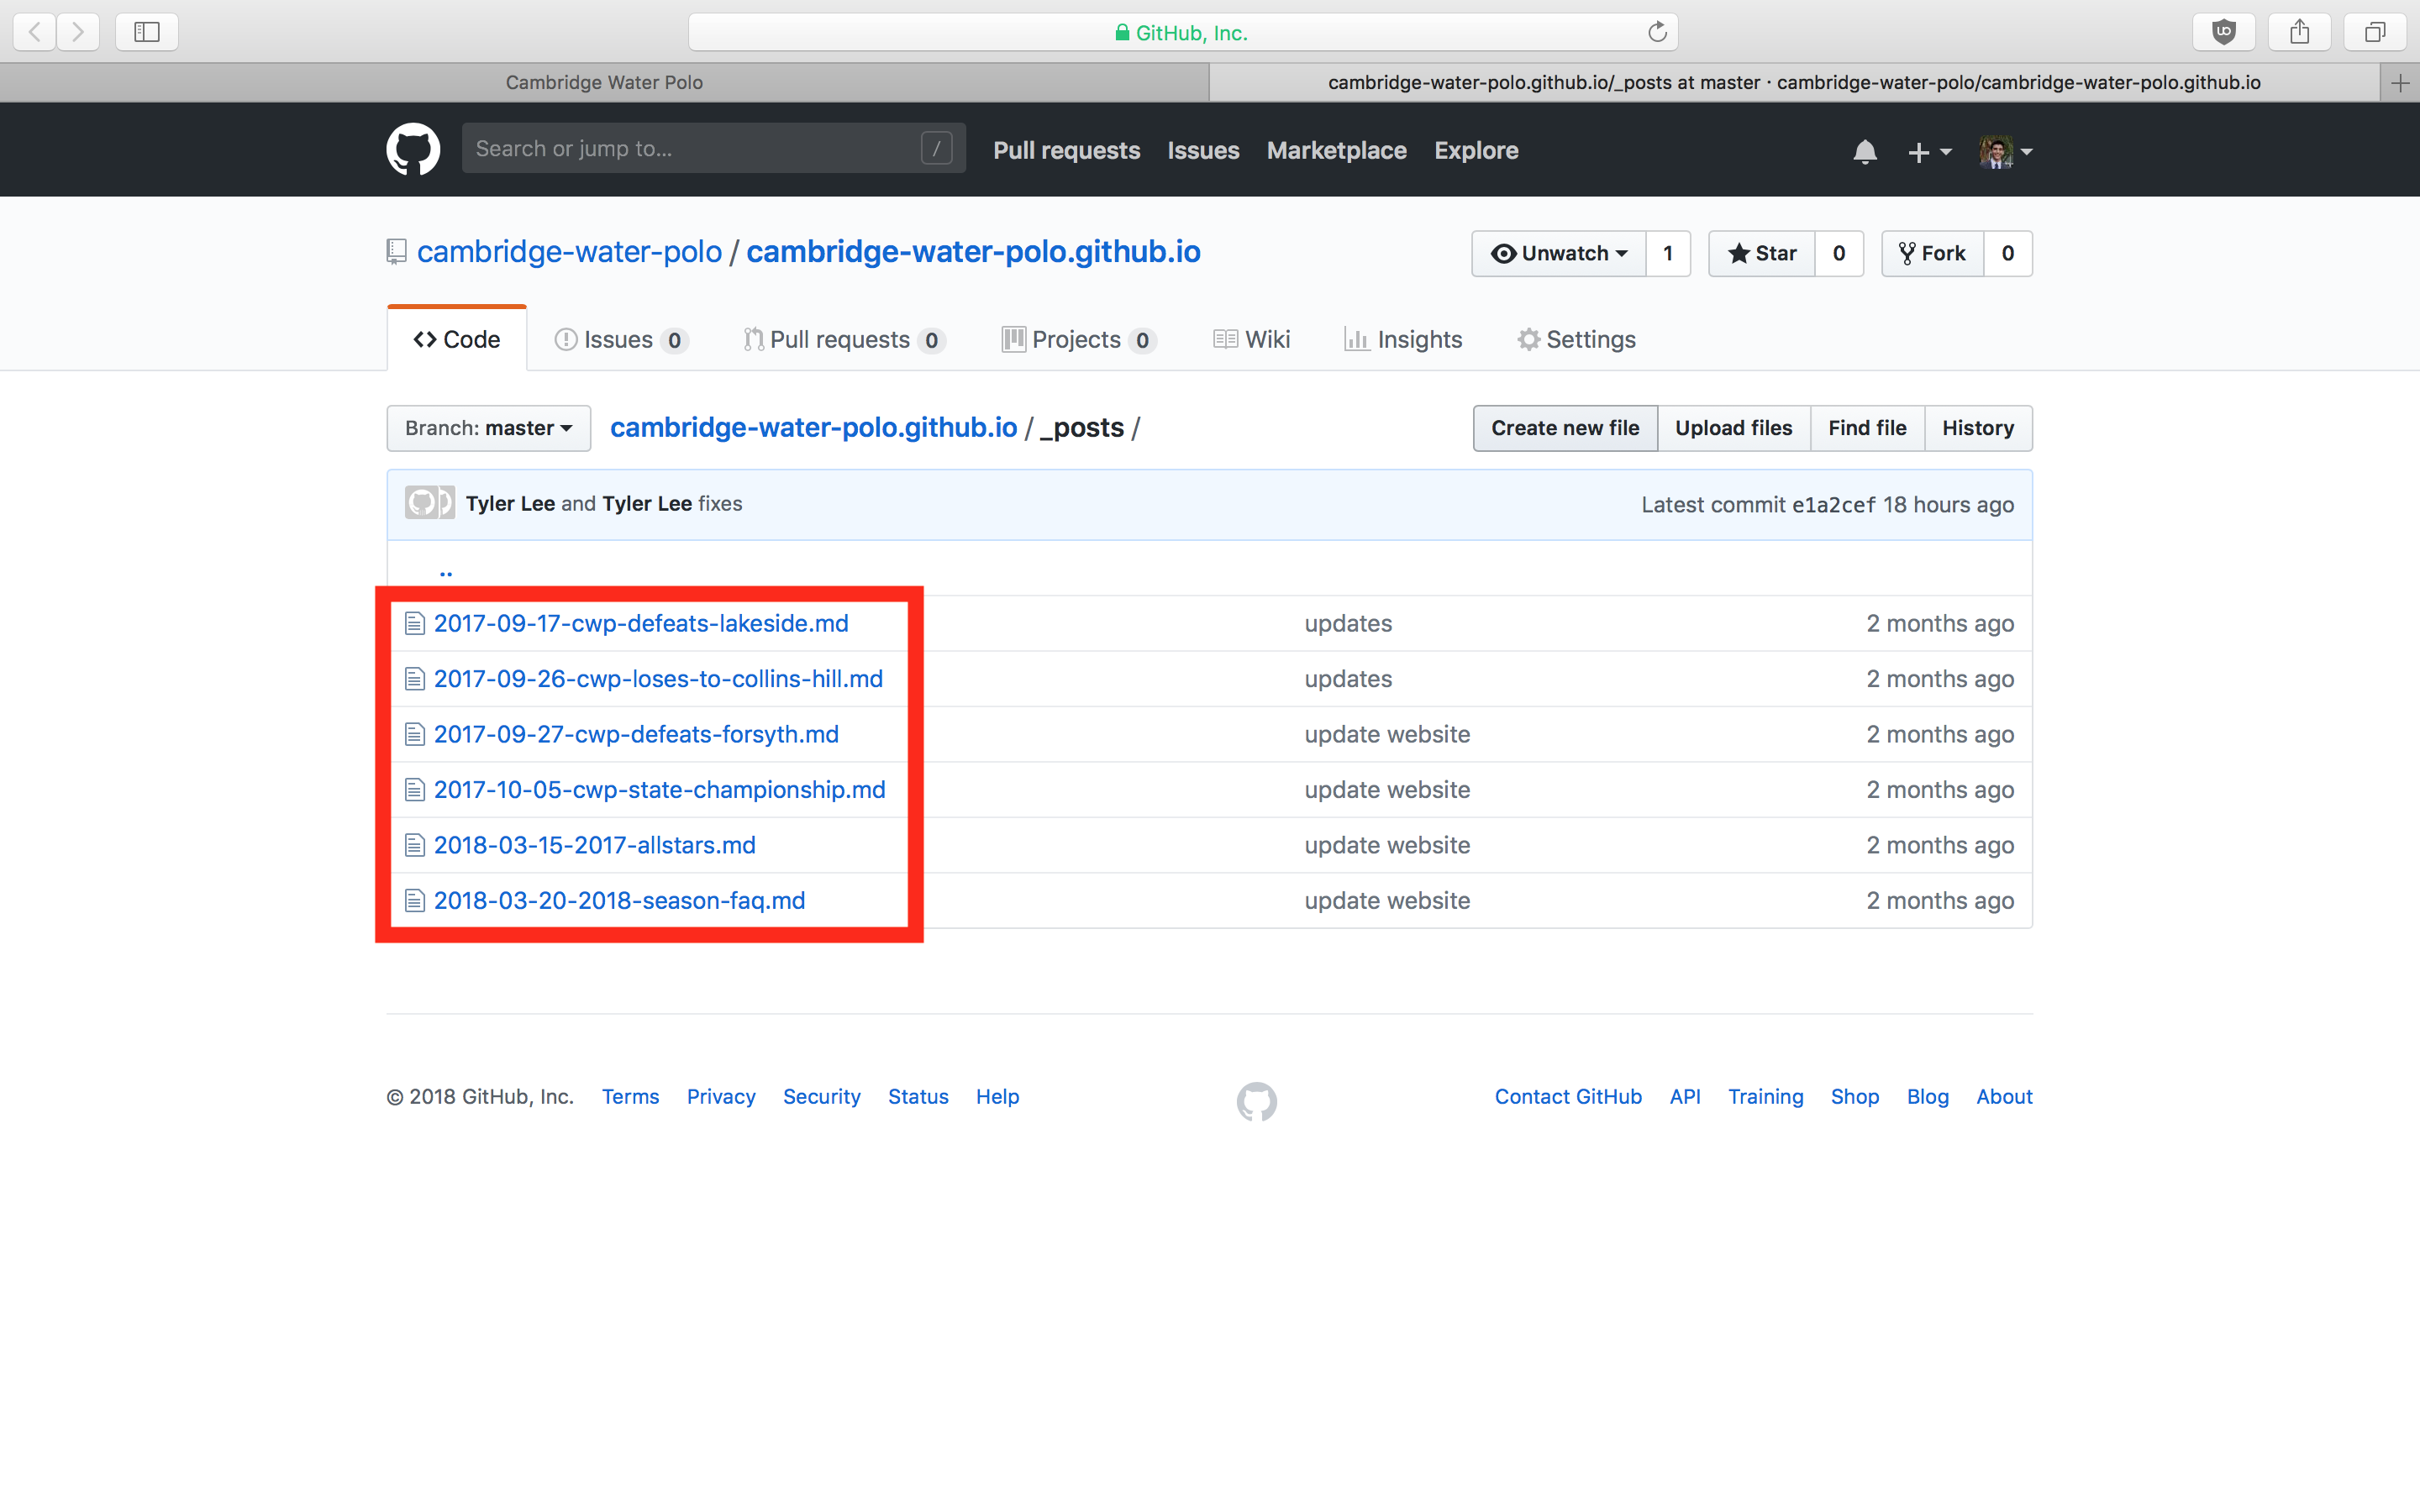 GitHub, Inc.
Cambridge Water Polo
cambridge-water-polo.github.io/_posts at master · cambridge-water-polo/cambridge-water-polo.github.io
Search or jump to... /
Pull requests Issues Marketplace Explore
cambridge-water-polo / cambridge-water-polo.github.io
Unwatch 1 Star 0 Fork 0
Code Issues 0 Pull requests 0 Projects 0 Wiki Insights Settings
Branch: master cambridge-water-polo.github.io / _posts /
Create new file Upload files Find file History
Tyler Lee and Tyler Lee fixes
Latest commit e1a2cef 18 hours ago
..
2017-09-17-cwp-defeats-lakeside.md updates 2 months ago
2017-09-26-cwp-loses-to-collins-hill.md updates 2 months ago
2017-09-27-cwp-defeats-forsyth.md update website 2 months ago
2017-10-05-cwp-state-championship.md update website 2 months ago
2018-03-15-2017-allstars.md update website 2 months ago
2018-03-20-2018-season-faq.md update website 2 months ago
© 2018 GitHub, Inc. Terms Privacy Security Status Help
Contact GitHub API Training Shop Blog About